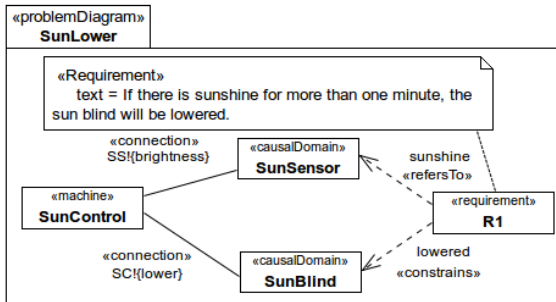 «problemDiagram»
SunLower
«Requirement»
text = If there is sunshine for more than one minute, the
sun blind will be lowered.
«connection»
SS!{brightness}
«causalDomain»
SunSensor
sunshine
«refersTo»
«machine»
SunControl
«requirement»
R1
«connection»
SC!{lower}
«causalDomain»
SunBlind
lowered
«constrains»